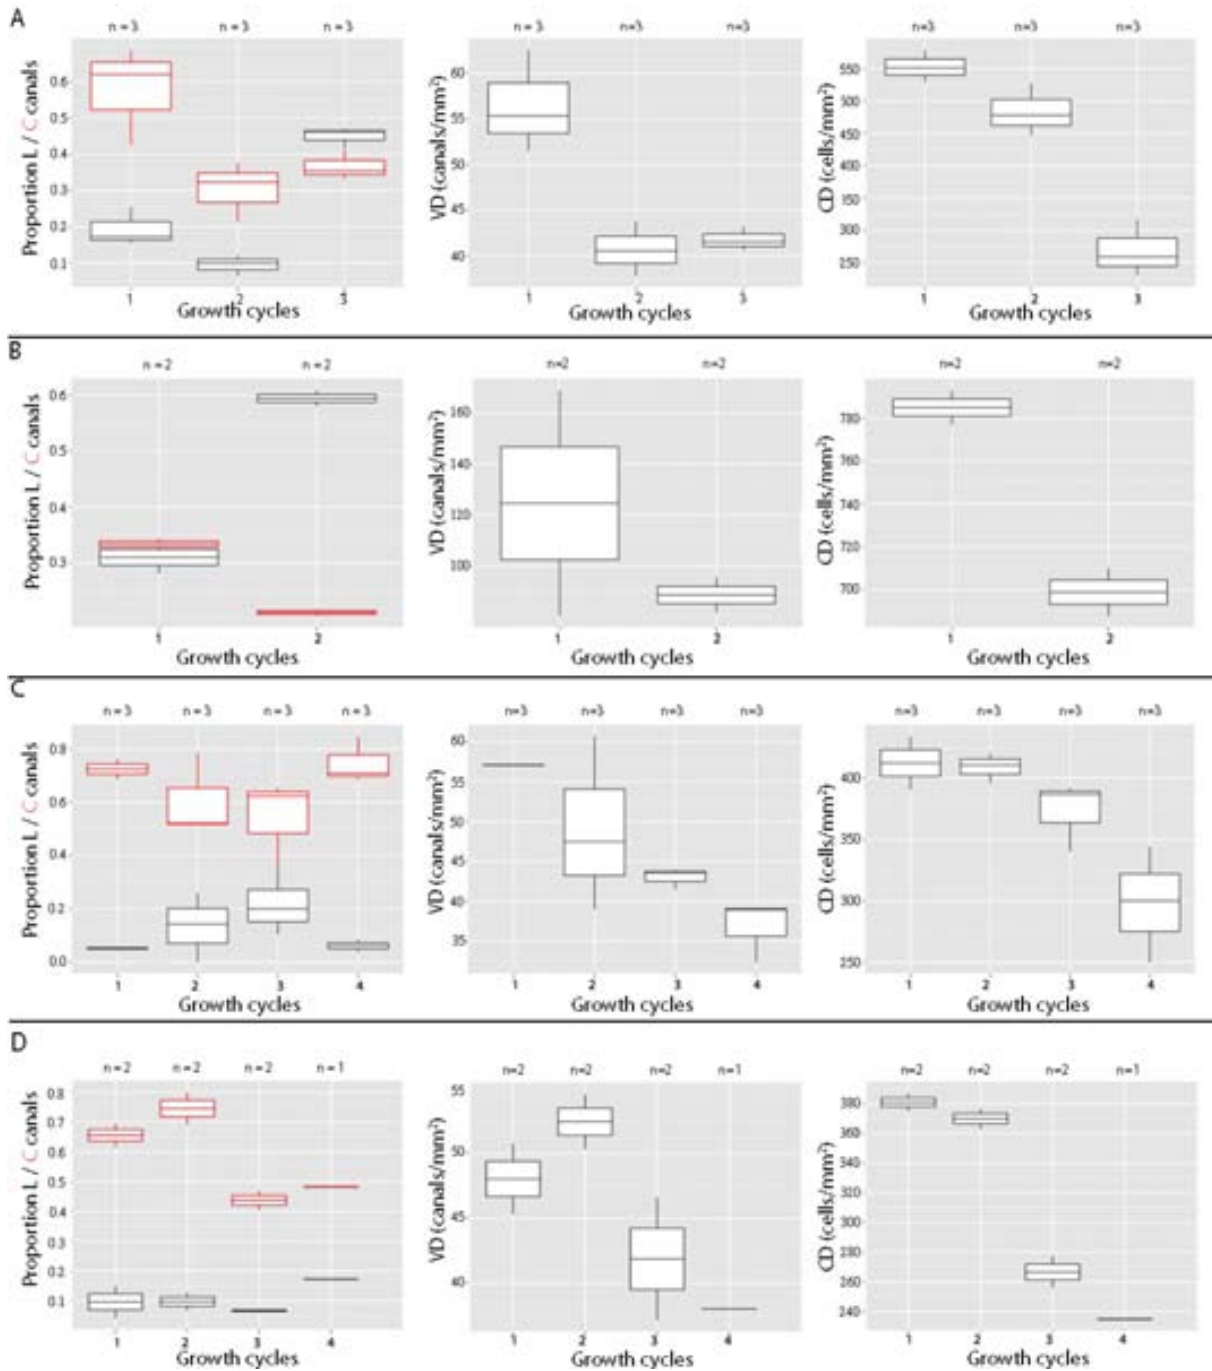 A
n = 3 n = 3 n = 3
Proportion L / C canals
0.6
0.5
0.4
0.3
0.2
0.1
1 2 3
Growth cycles
n = 3 n=3 n=3
VD (canals/mm²)
60
55
50
45
40
1 2 3
Growth cycles
n=3 n=3 n=3
CD (cells/mm²)
550
500
450
400
350
300
250
1 2 3
Growth cycles
B
n = 2 n = 2
Proportion L / C canals
0.6
0.5
0.4
0.3
1 2
Growth cycles
n=2 n=2
VD (canals/mm²)
160
140
120
100
1 2
Growth cycles
n=2 n=2
CD (cells/mm²)
780
760
740
720
700
1 2
Growth cycles
C
n = 3 n = 3 n = 3 n = 3
Proportion L / C canals
0.8
0.6
0.4
0.2
0.0
1 2 3 4
Growth cycles
n=3 n=3 n=3 n=3
VD (canals/mm²)
60
55
50
45
40
35
1 2 3 4
Growth cycles
n=3 n=3 n=3 n=3
CD (cells/mm²)
400
350
300
250
1 2 3 4
Growth cycles
D
n = 2 n = 2 n = 2 n = 1
Proportion L / C canals
0.8
0.7
0.6
0.5
0.4
0.3
0.2
0.1
1 2 3 4
Growth cycles
n=2 n=2 n=2 n=1
VD (canals/mm²)
55
50
45
40
1 2 3 4
Growth cycles
n=2 n=2 n=2 n=1
CD (cells/mm²)
380
360
340
320
300
280
260
240
1 2 3 4
Growth cycles